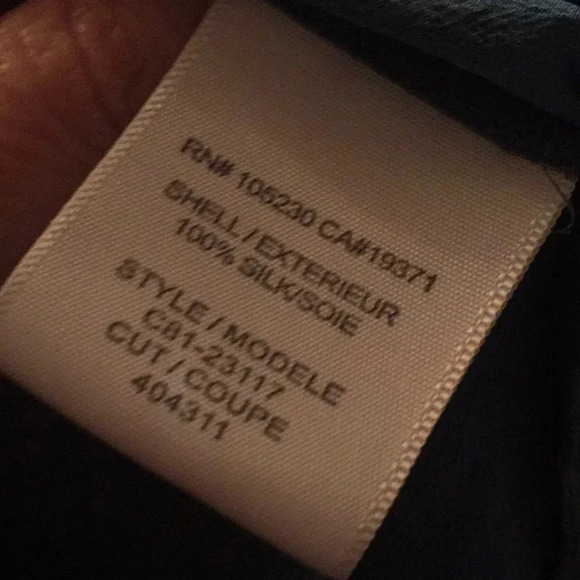 RN# 105230 CA#19371
SHELL / EXTERIEUR
100% SILK/SOIE
STYLE / MODELE
C81-23117
CUT / COUPE
404311